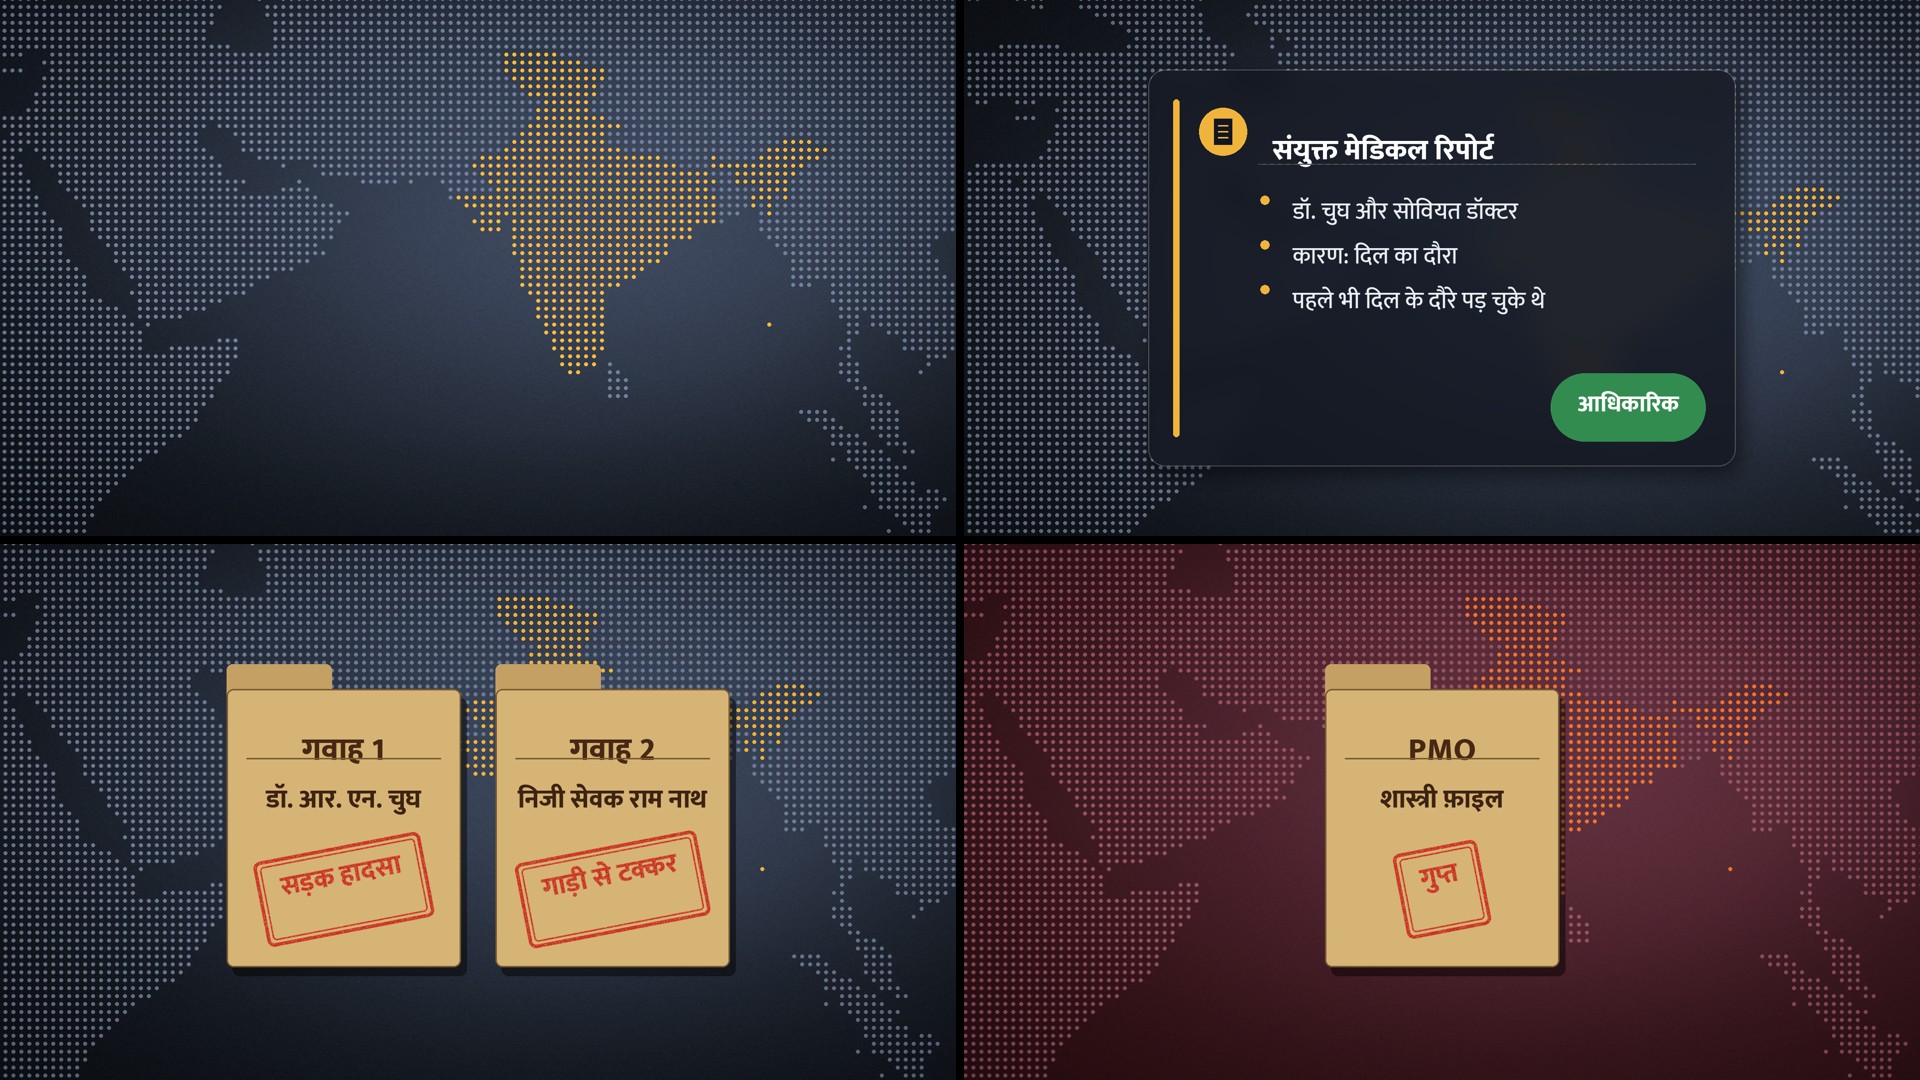 संयुक्त मेडिकल रिपोर्ट
डॉ. चुघ और सोवियत डॉक्टर
कारण: दिल का दौरा
पहले भी दिल के दौरे पड़ चुके थे
आधिकारिक
गवाह 1
डॉ. आर. एन. चुघ
सड़क हादसा
गवाह 2
निजी सेवक राम नाथ
गाड़ी से टक्कर
PMO
शास्त्री फ़ाइल
गुप्त